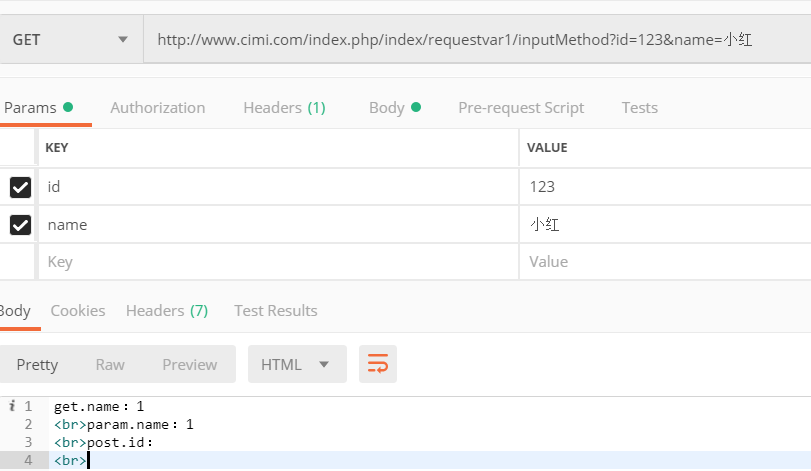 GET http://www.cimi.com/index.php/index/requestvar1/inputMethod?id=123&name=小红
Params Authorization Headers (1) Body Pre-request Script Tests
KEY VALUE
id 123
name 小红
Key Value
Body Cookies Headers (7) Test Results
Pretty Raw Preview HTML
i 1 get.name：1
2 <br>param.name：1
3 <br>post.id：
4 <br>